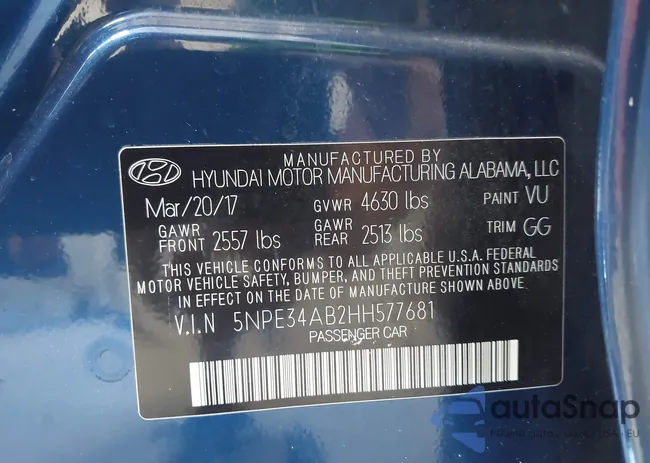 MANUFACTURED BY
HYUNDAI MOTOR MANUFACTURING ALABAMA, LLC
Mar/20/17 GVWR 4630 lbs PAINT VU
GAWR FRONT 2557 lbs GAWR REAR 2513 lbs TRIM GG
THIS VEHICLE CONFORMS TO ALL APPLICABLE U.S.A. FEDERAL
MOTOR VEHICLE SAFETY, BUMPER, AND THEFT PREVENTION STANDARDS
IN EFFECT ON THE DATE OF MANUFACTURE SHOWN ABOVE.
V.I.N 5NPE34AB2HH577681
PASSENGER CAR
autoSnap